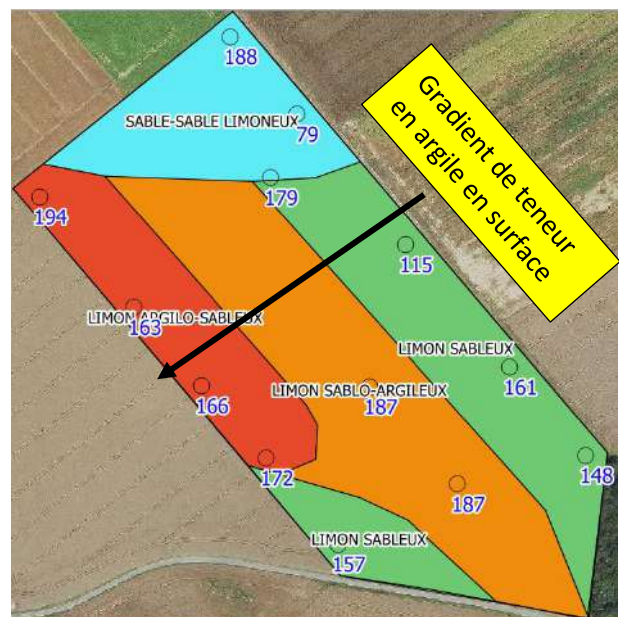 188
SABLE-SABLE LIMONEUX
79
Gradient de teneur
en argile en surface
179
194
115
LIMON ARGILO-SABLEUX
163
LIMON SABLEUX
161
LIMON SABLO-ARGILEUX
187
166
148
172
187
LIMON SABLEUX
157